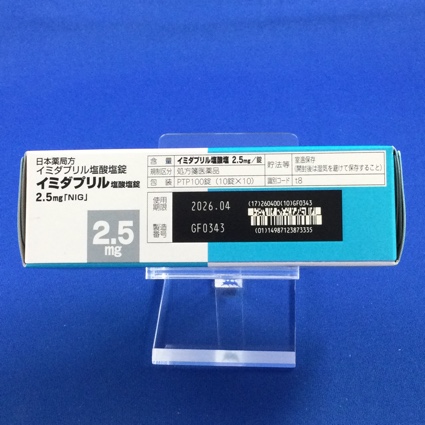 日本薬局方
イミダプリル塩酸塩錠
イミダプリル 塩酸塩錠
2.5mg「NIG」
2.5
mg
含量 イミダプリル塩酸塩 2.5mg/錠
規制区分 処方箋医薬品
包装 PTP100錠(10錠×10)
貯法等 室温保存
(開封後は湿気を避けて保存すること)
識別コード t8
使用
期限 2026.04
製造
番号 GF0343
(17)260400(10)GF0343
(01)14987123873335